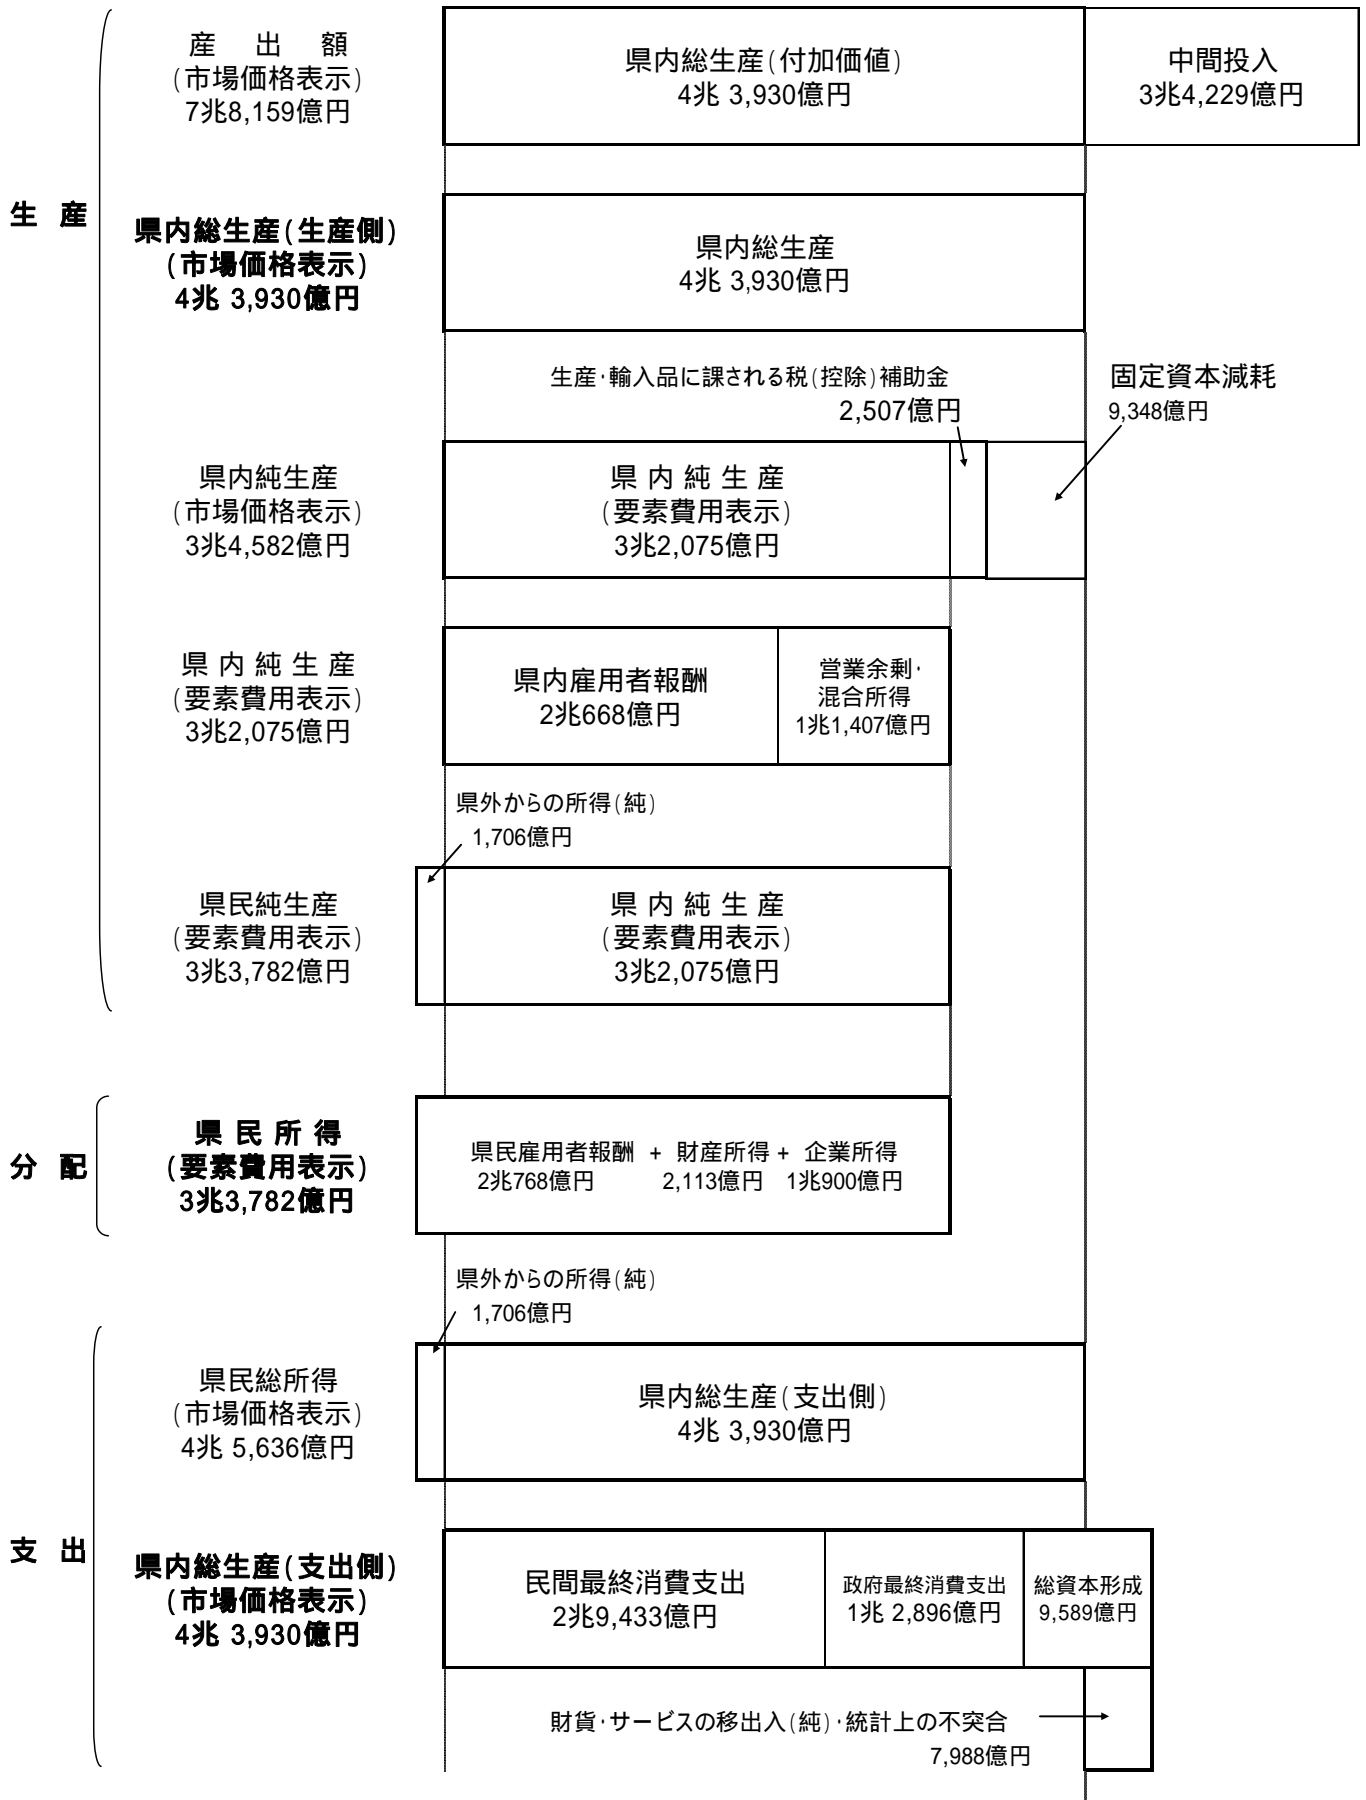 生 産
産 出 額
(市場価格表示)
7兆8,159億円
県内総生産(付加価値)
4兆 3,930億円
中間投入
3兆4,229億円
県内総生産(生産側)
(市場価格表示)
4兆 3,930億円
県内総生産
4兆 3,930億円
生産・輸入品に課される税(控除)補助金
2,507億円
固定資本減耗
9,348億円
県内純生産
(市場価格表示)
3兆4,582億円
県 内 純 生 産
(要素費用表示)
3兆2,075億円
県 内 純 生 産
(要素費用表示)
3兆2,075億円
県内雇用者報酬
2兆668億円
営業余剰・
混合所得
1兆1,407億円
県外からの所得(純)
1,706億円
県民純生産
(要素費用表示)
3兆3,782億円
県 内 純 生 産
(要素費用表示)
3兆2,075億円
分 配
県 民 所 得
(要素費用表示)
3兆3,782億円
県民雇用者報酬 + 財産所得 + 企業所得
2兆768億円 2,113億円 1兆900億円
県外からの所得(純)
1,706億円
支 出
県民総所得
(市場価格表示)
4兆 5,636億円
県内総生産(支出側)
4兆 3,930億円
県内総生産(支出側)
(市場価格表示)
4兆 3,930億円
民間最終消費支出
2兆9,433億円
政府最終消費支出
1兆 2,896億円
総資本形成
9,589億円
財貨・サービスの移出入(純)・統計上の不突合
7,988億円